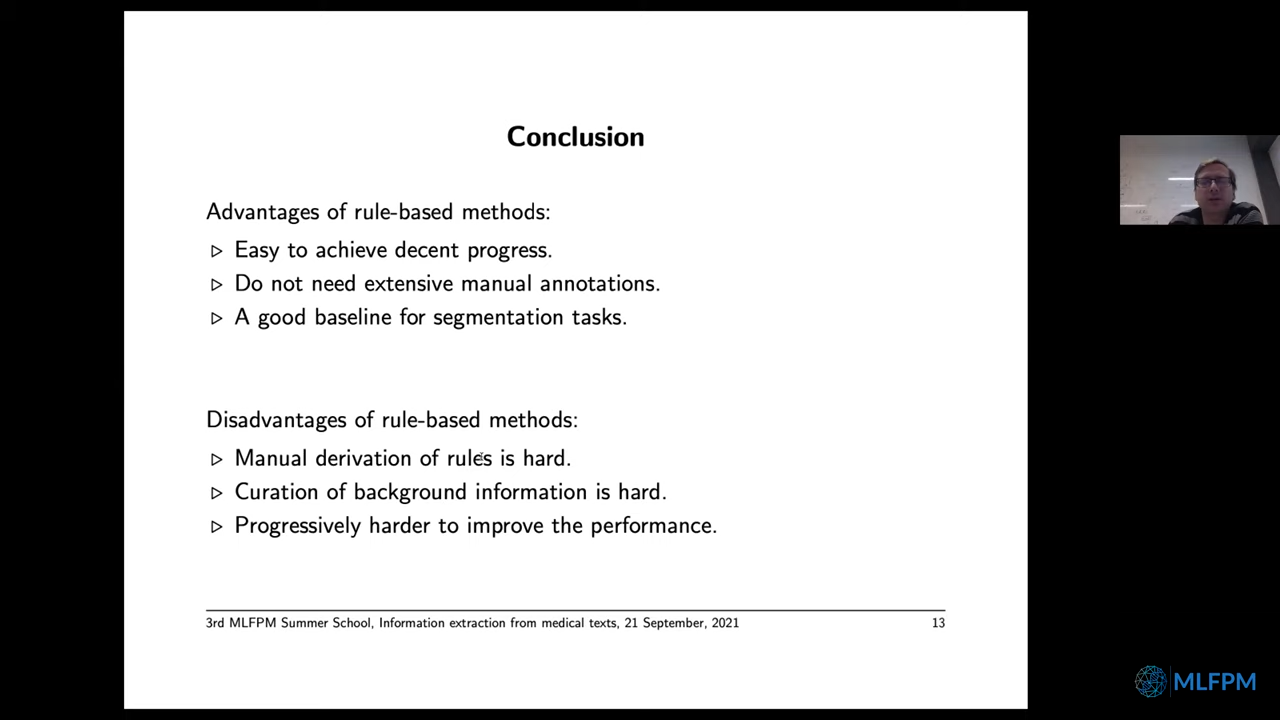 Conclusion
Advantages of rule-based methods:
▷ Easy to achieve decent progress.
▷ Do not need extensive manual annotations.
▷ A good baseline for segmentation tasks.
Disadvantages of rule-based methods:
▷ Manual derivation of rules is hard.
▷ Curation of background information is hard.
▷ Progressively harder to improve the performance.
3rd MLFPM Summer School, Information extraction from medical texts, 21 September, 2021 13
MLFPM